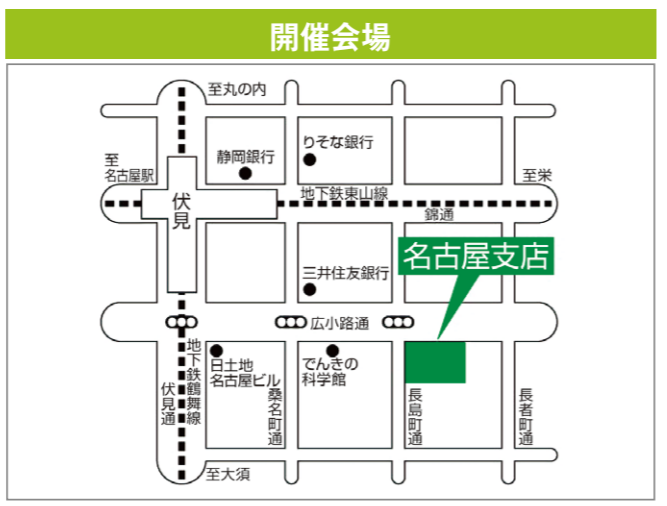 開催会場
至丸の内
りそな銀行
静岡銀行
至
名古屋駅
至栄
地下鉄東山線
伏見
錦通
名古屋支店
三井住友銀行
広小路通
地下鉄鶴舞線
日土地
名古屋ビル
でんきの
科学館
伏見通
桑名町通
長島町通
長者町通
至大須